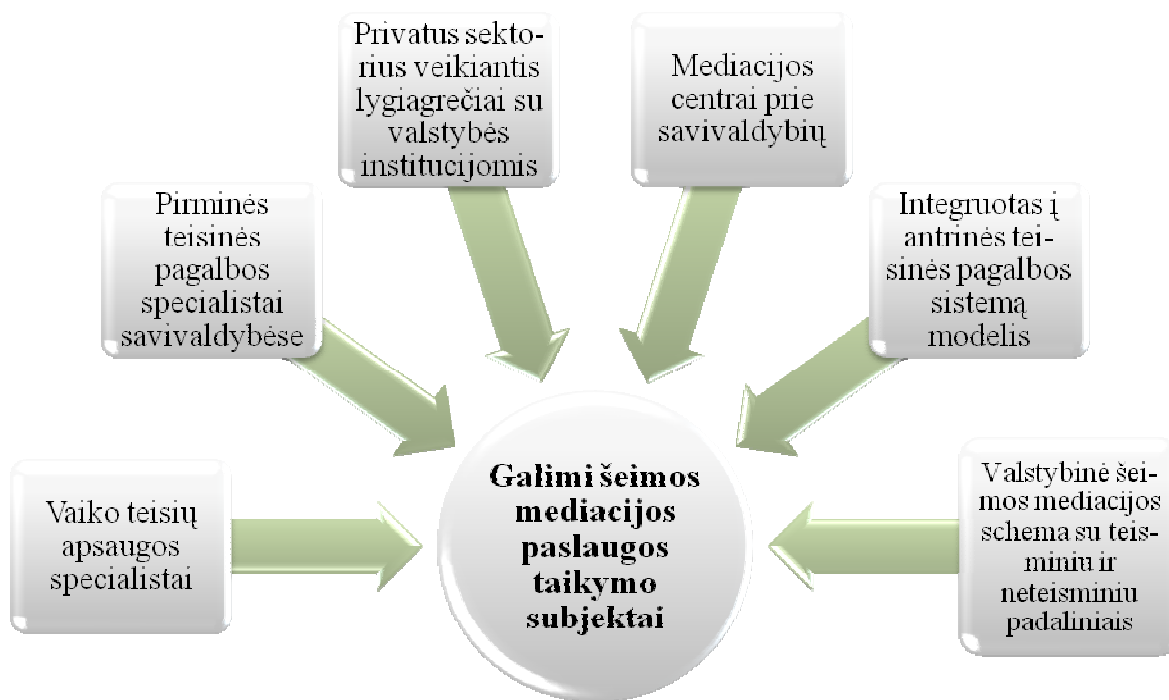 Privatus sekto-
rius veikiantis
lygiagrečiai su
valstybės
institucijomis
Mediacijos
centrai prie
savivaldybių
Pirminės
teisinės
pagalbos
specialistai
savivaldybėse
Integruotas į
antrinės tei-
sinės pagalbos
sistemą
modelis
Vaiko teisių
apsaugos
specialistai
Galimi šeimos
mediacijos
paslaugos
taikymo
subjektai
Valstybinė šei-
mos mediacijos
schema su teis-
miniu ir
neteisminiu
padaliniais